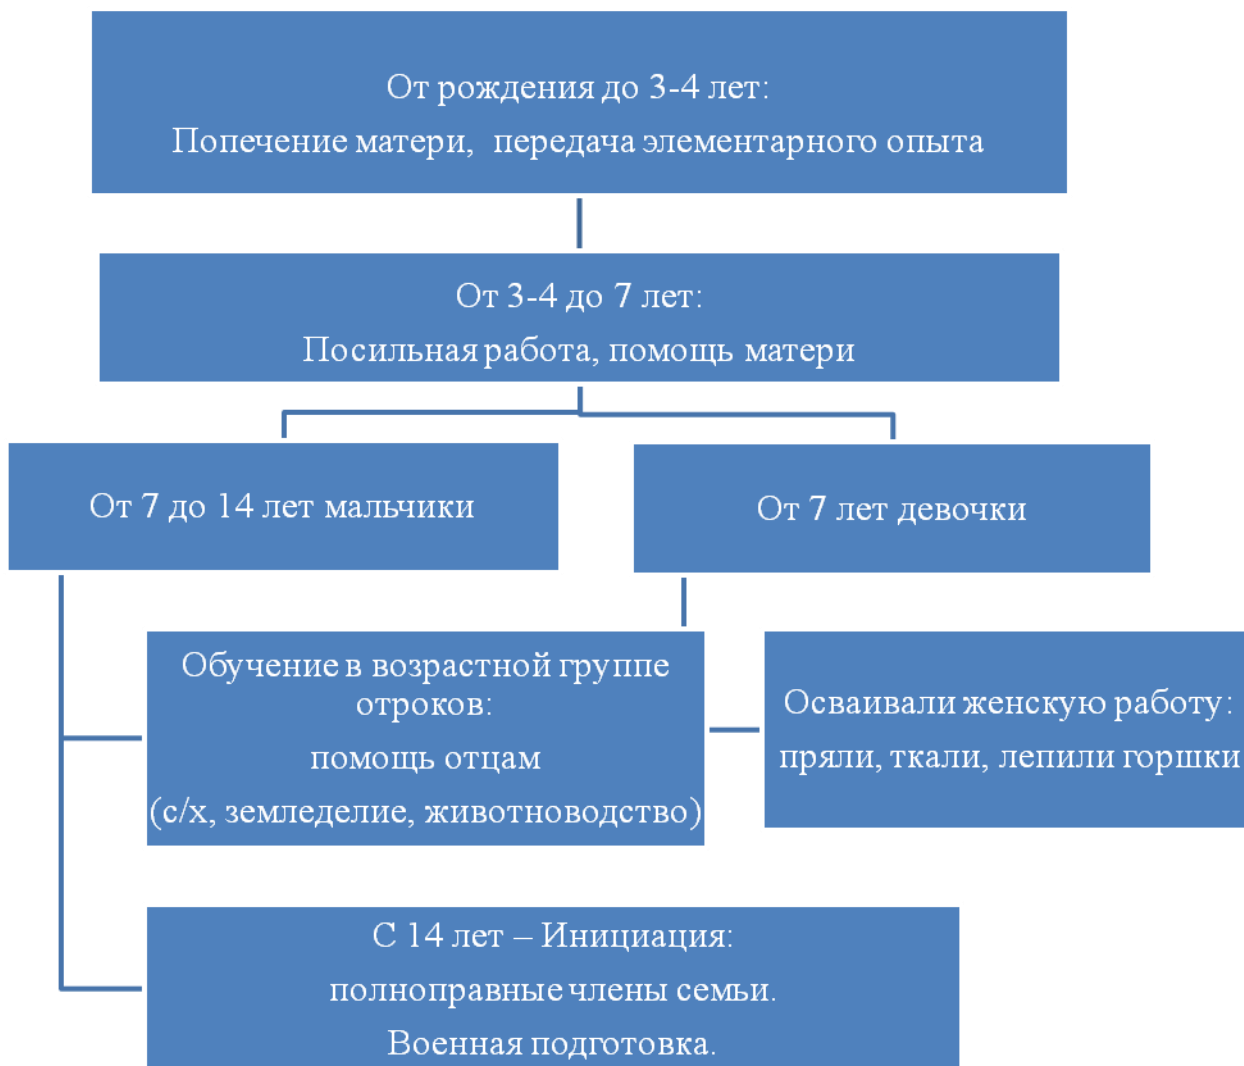 От рождения до 3-4 лет:
Попечение матери, передача элементарного опыта
От 3-4 до 7 лет:
Посильная работа, помощь матери
От 7 до 14 лет мальчики
От 7 лет девочки
Обучение в возрастной группе
отроков:
помощь отцам
(с/х, земледелие, животноводство)
Осваивали женскую работу:
пряли, ткали, лепили горшки
С 14 лет – Инициация:
полноправные члены семьи.
Военная подготовка.